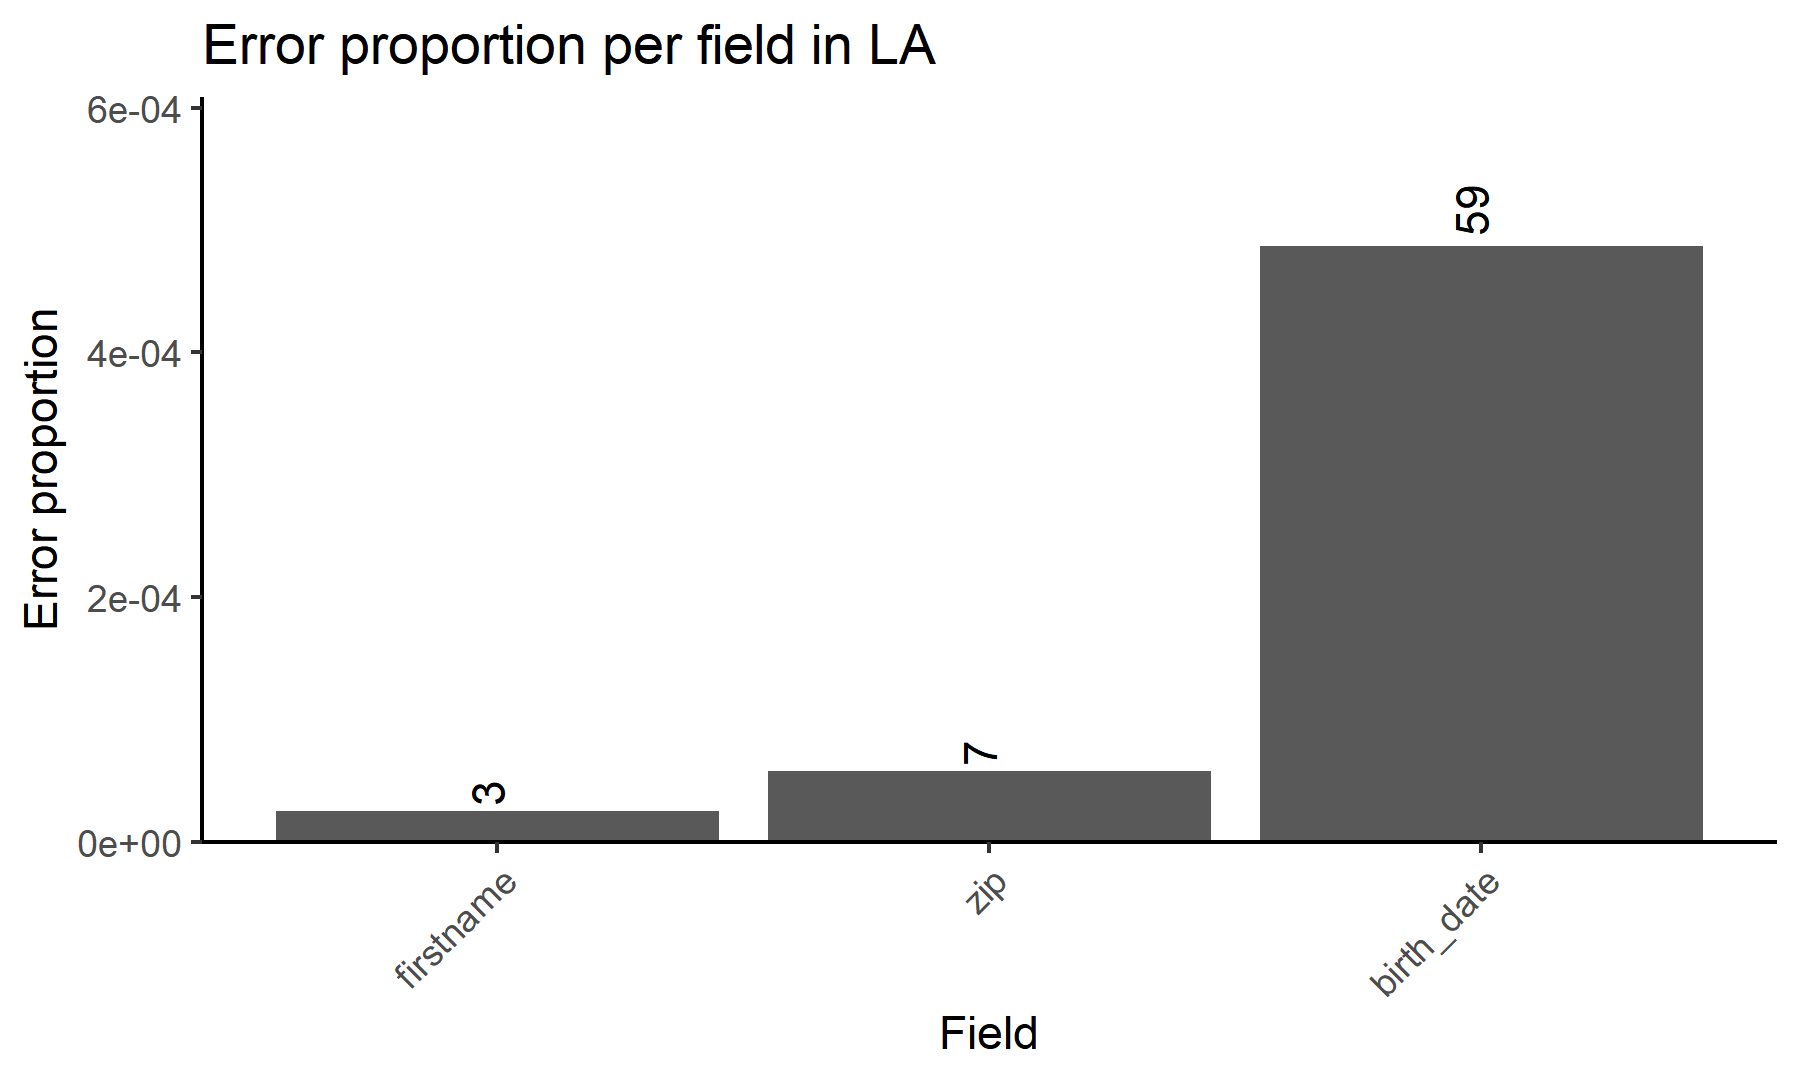 Error proportion per field in LA
6e-04
4e-04
2e-04
0e+00
Error proportion
3
7
59
firstname
zip
birth_date
Field